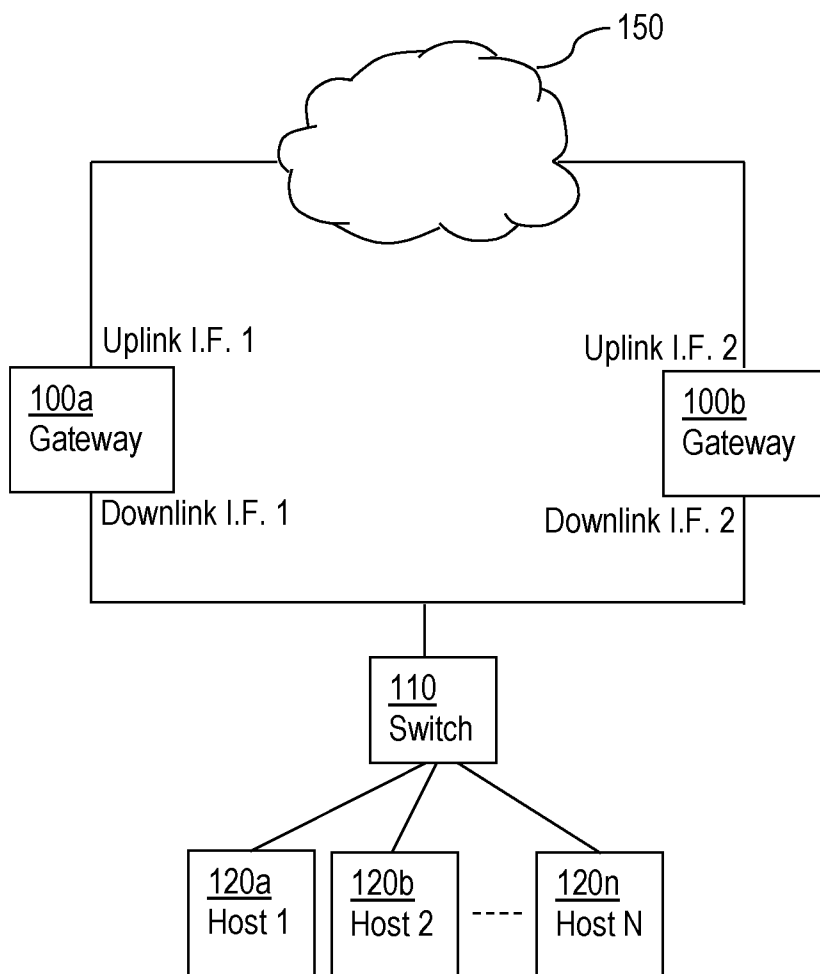 150
Uplink I.F. 1
Uplink I.F. 2
100a
Gateway
100b
Gateway
Downlink I.F. 1
Downlink I.F. 2
110
Switch
120a
Host 1
120b
Host 2
120n
Host N